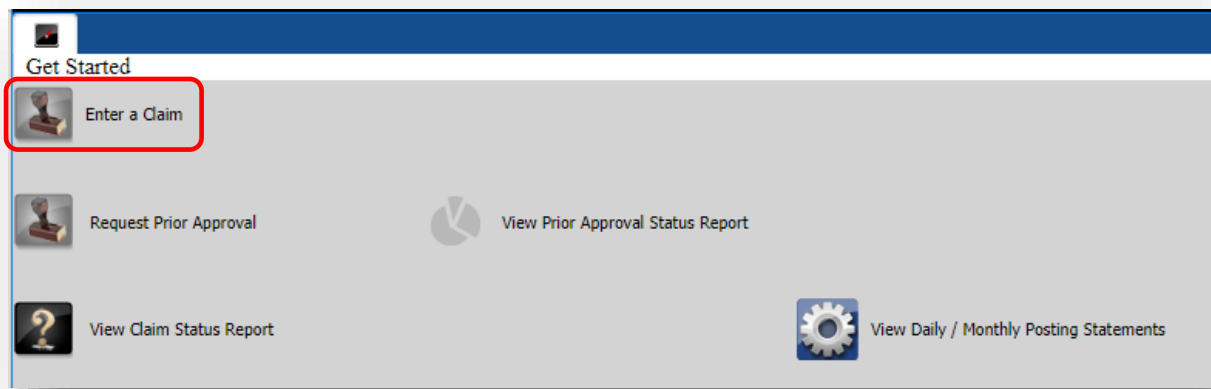 Get Started
Enter a Claim
Request Prior Approval
View Prior Approval Status Report
View Claim Status Report
View Daily / Monthly Posting Statements